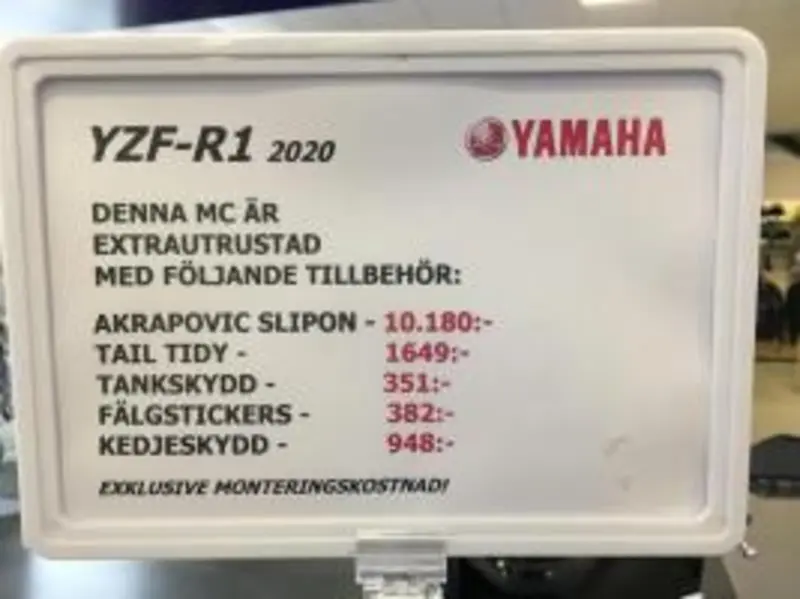 YZF-R1 2020
YAMAHA
DENNA MC ÄR
EXTRAUTRUSTAD
MED FÖLJANDE TILLBEHÖR:
AKRAPOVIC SLIPON - 10.180:-
TAIL TIDY - 1649:-
TANKSKYDD - 351:-
FÄLGSTICKERS - 382:-
KEDJESKYDD - 948:-
EXKLUSIVE MONTERINGSKOSTNAD!